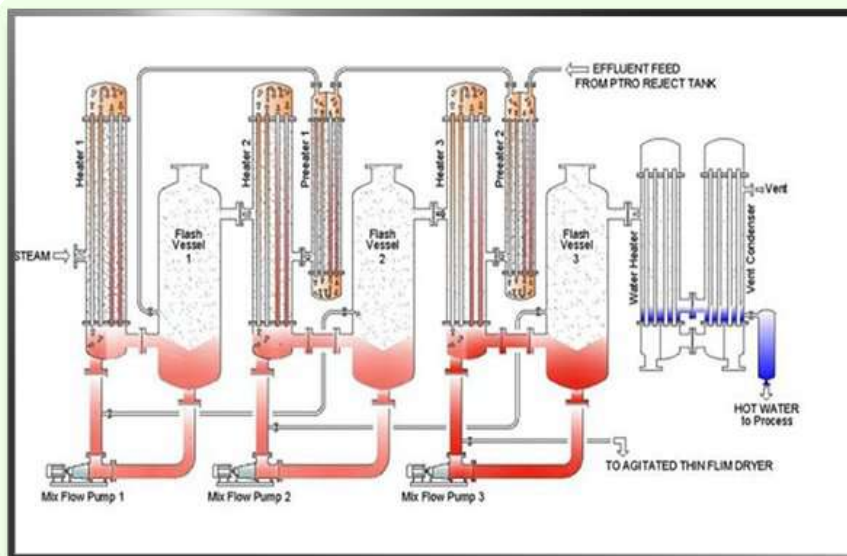 EFFLUENT FEED
FROM PTRO REJECT TANK
Heater 1
Heater 2
Preeater 1
Heater 3
Preeater 2
Flash
Vessel
1
Flash
Vessel
2
Flash
Vessel
3
Water Heater
Vent Condenser
Vent
STEAM
HOT WATER
to Process
TO AGITATED THIN FLIM DRYER
Mix Flow Pump 1
Mix Flow Pump 2
Mix Flow Pump 3